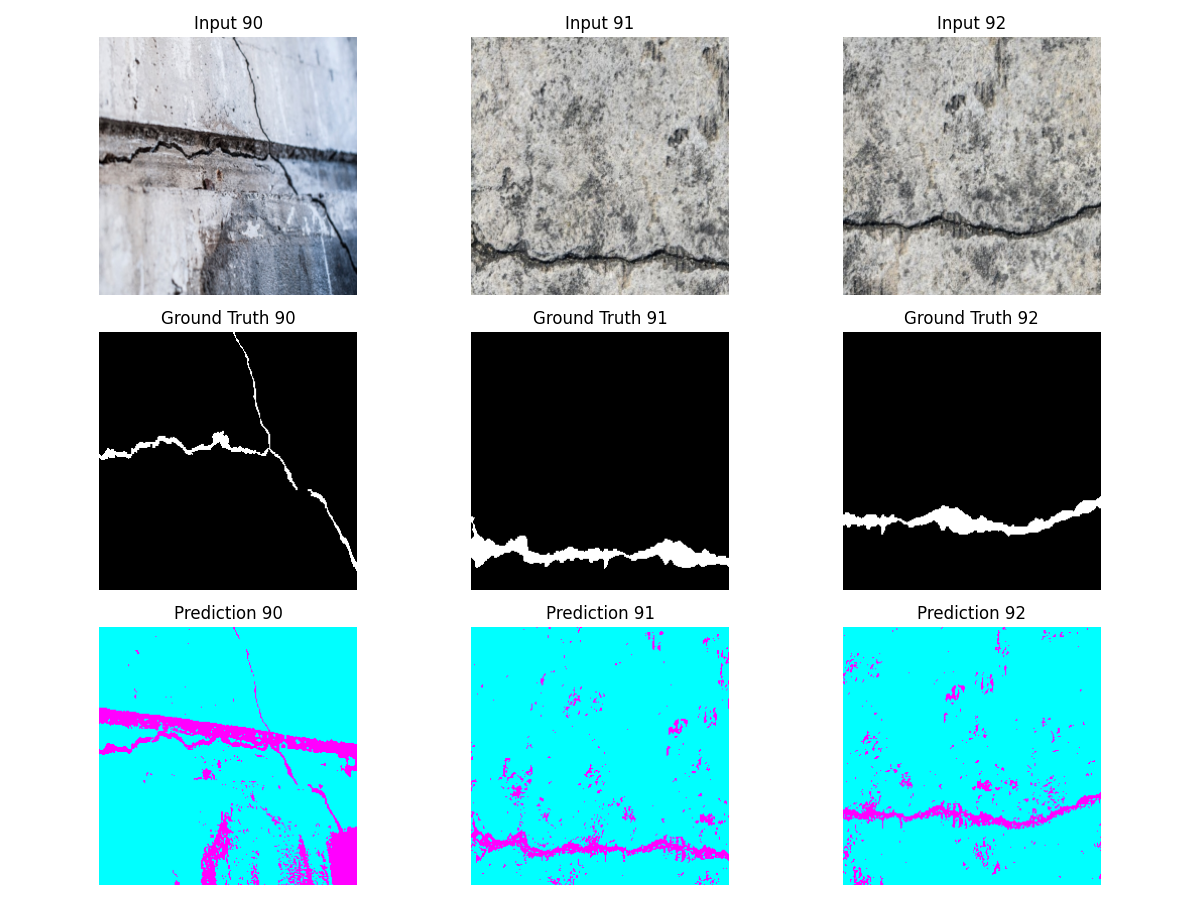 Input 90
Input 91
Input 92
Ground Truth 90
Ground Truth 91
Ground Truth 92
Prediction 90
Prediction 91
Prediction 92